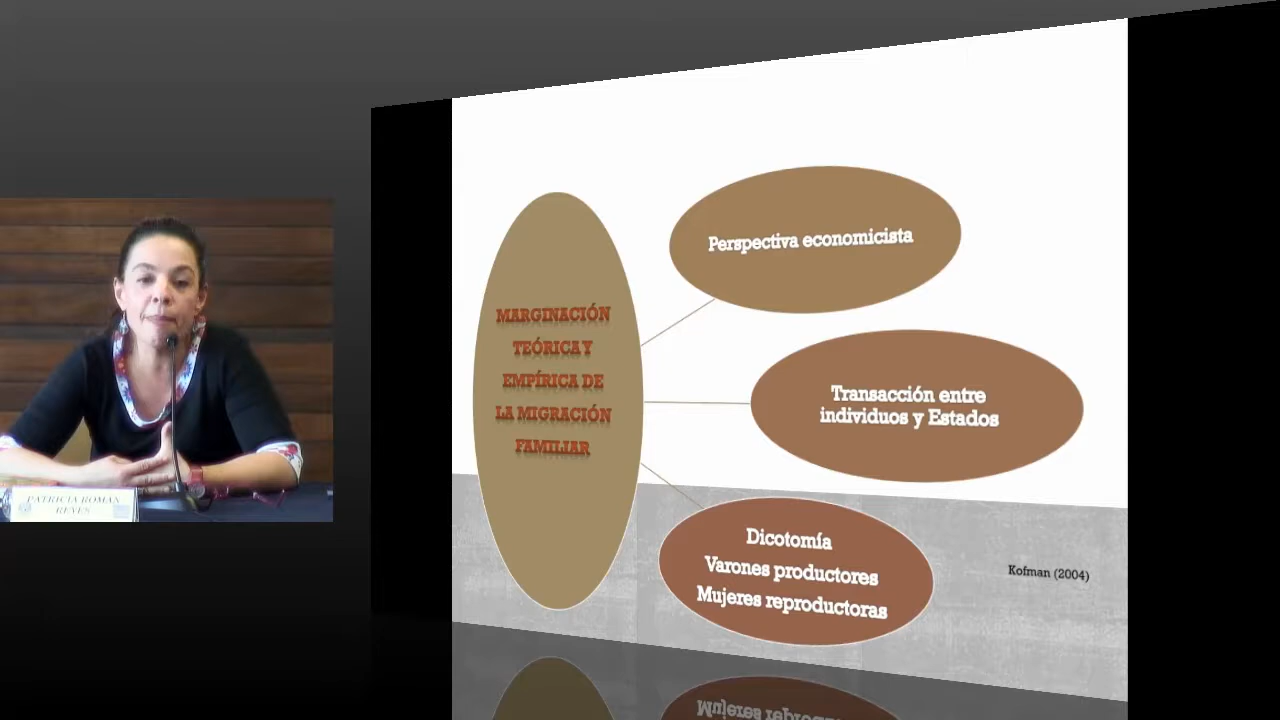 MARGINACIÓN
TEÓRICA Y
EMPÍRICA DE
LA MIGRACIÓN
FAMILIAR
Perspectiva economicista
Transacción entre
individuos y Estados
Dicotomía
Varones productores
Mujeres reproductoras
Kofman (2004)
PATRICIA ROMAN
REYES